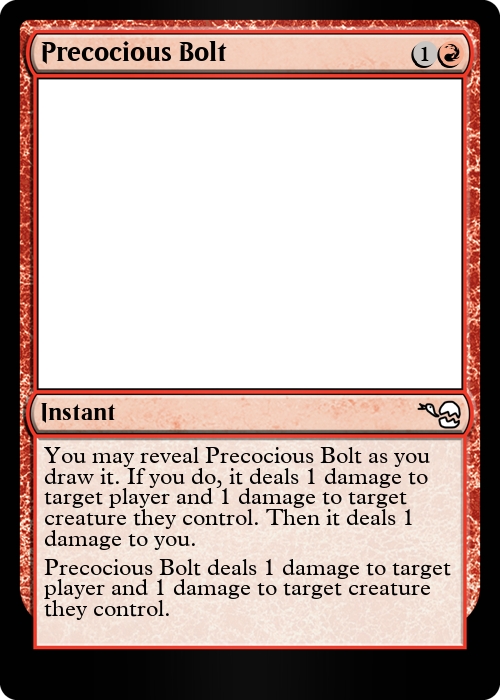 Precocious Bolt 1
Instant
You may reveal Precocious Bolt as you
draw it. If you do, it deals 1 damage to
target player and 1 damage to target
creature they control. Then it deals 1
damage to you.
Precocious Bolt deals 1 damage to target
player and 1 damage to target creature
they control.